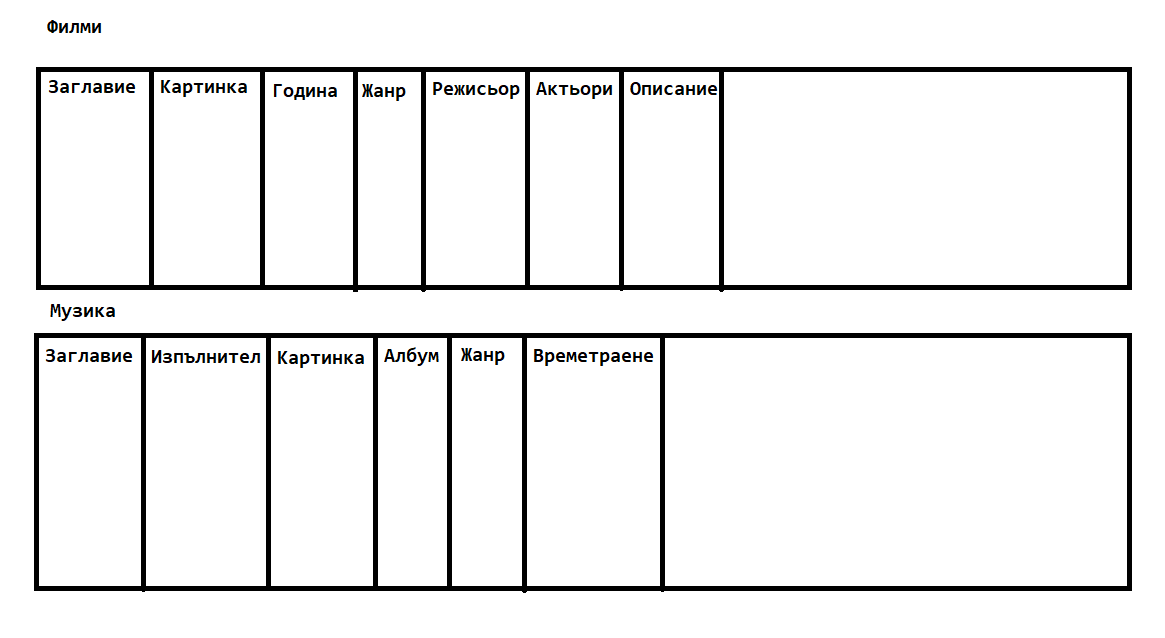 Филми
Заглавие Картинка Година Жанр Режисьор Актьори Описание
Музика
Заглавие Изпълнител Картинка Албум Жанр Времетраене